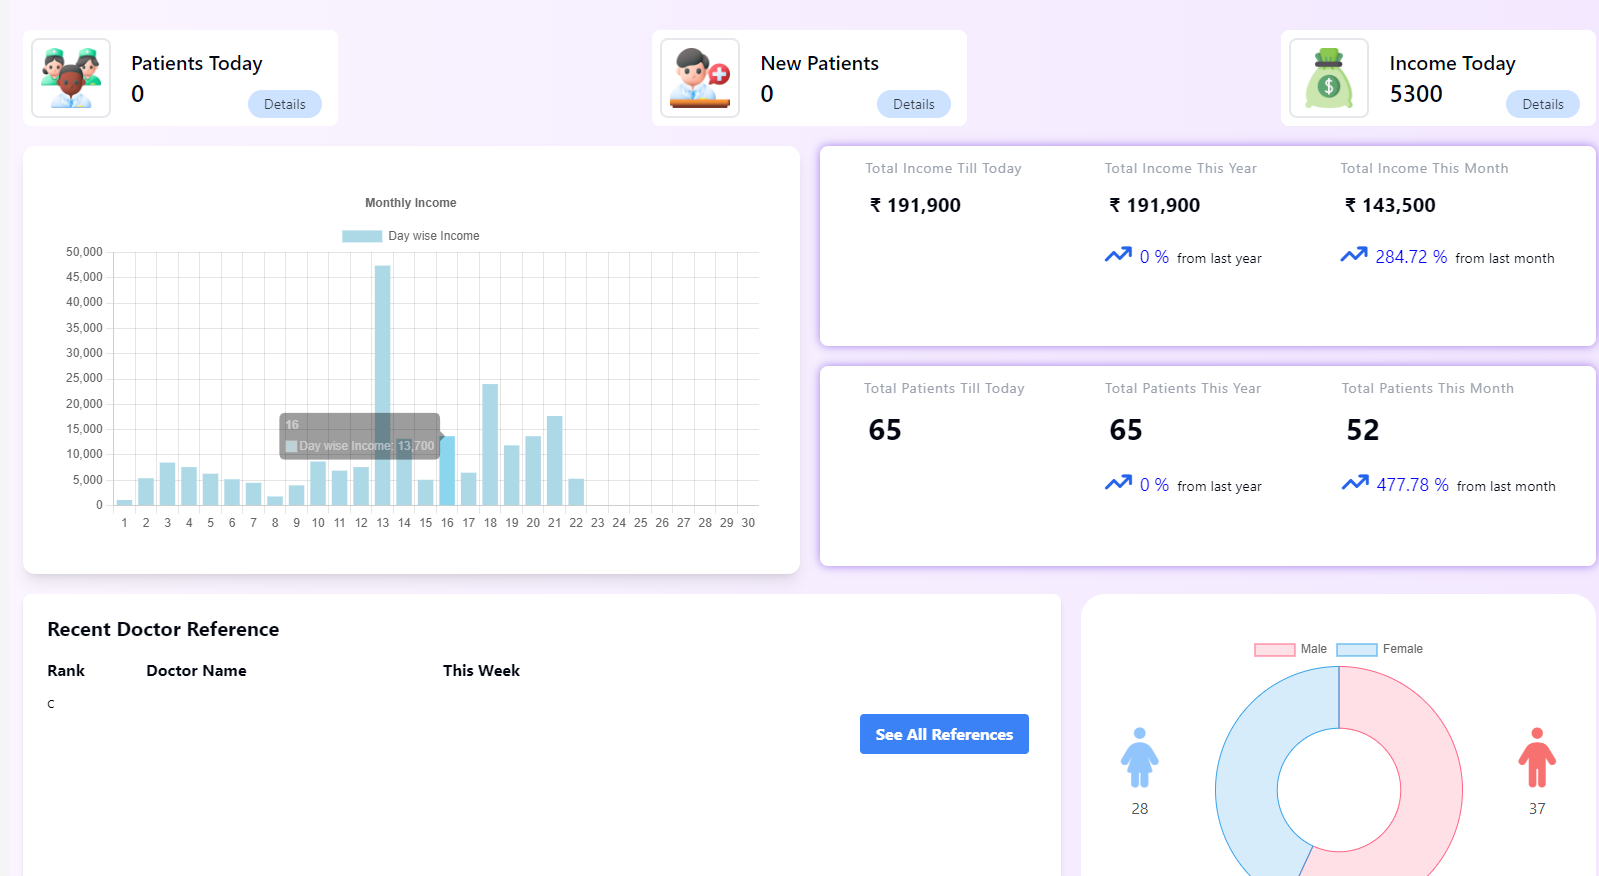 Patients Today
0
Details
New Patients
0
Details
Income Today
5300
Details
Monthly Income
Day wise Income
50,000
45,000
40,000
35,000
30,000
25,000
20,000
15,000
10,000
5,000
0
16
Day wise Income: 13,700
1 2 3 4 5 6 7 8 9 10 11 12 13 14 15 16 17 18 19 20 21 22 23 24 25 26 27 28 29 30
Total Income Till Today
₹ 191,900
Total Income This Year
₹ 191,900
0 % from last year
Total Income This Month
₹ 143,500
284.72 % from last month
Total Patients Till Today
65
Total Patients This Year
65
0 % from last year
Total Patients This Month
52
477.78 % from last month
Recent Doctor Reference
Rank Doctor Name This Week
c
See All References
Male Female
28
37